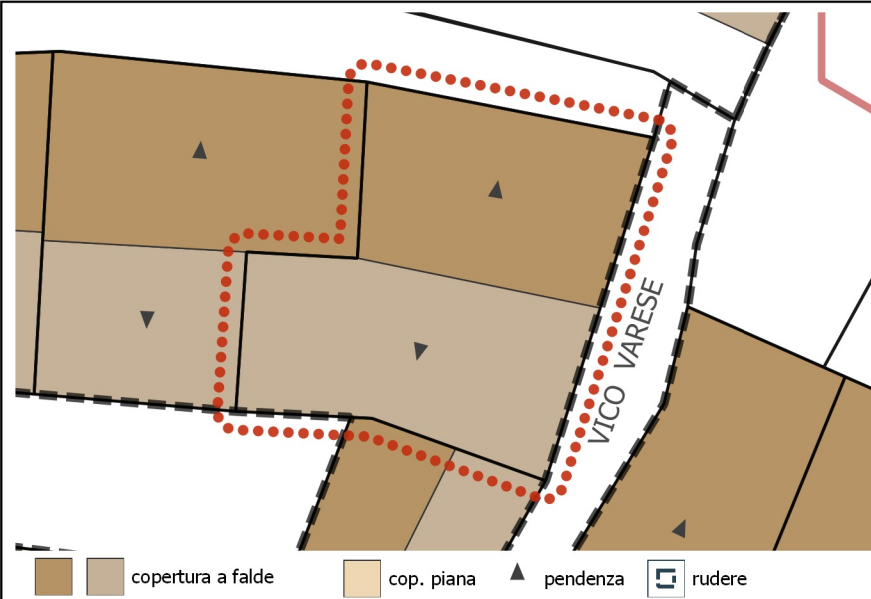 VICO VARESE
copertura a falde
cop. piana
pendenza
rudere